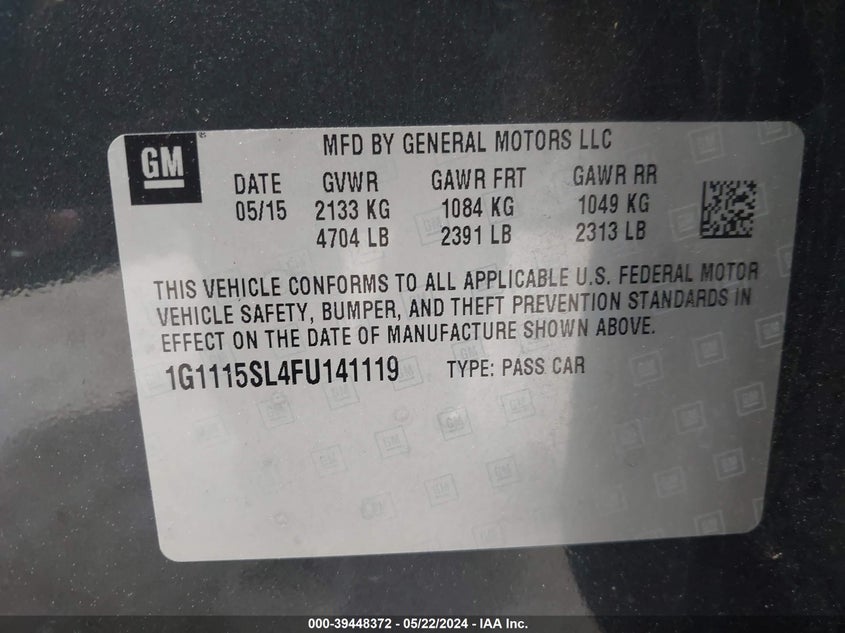 GM
MFD BY GENERAL MOTORS LLC
DATE GVWR GAWR FRT GAWR RR
05/15 2133 KG 1084 KG 1049 KG
4704 LB 2391 LB 2313 LB
THIS VEHICLE CONFORMS TO ALL APPLICABLE U.S. FEDERAL MOTOR
VEHICLE SAFETY, BUMPER, AND THEFT PREVENTION STANDARDS IN
EFFECT ON THE DATE OF MANUFACTURE SHOWN ABOVE.
1G1115SL4FU141119 TYPE: PASS CAR
000-39448372 - 05/22/2024 - IAA Inc.